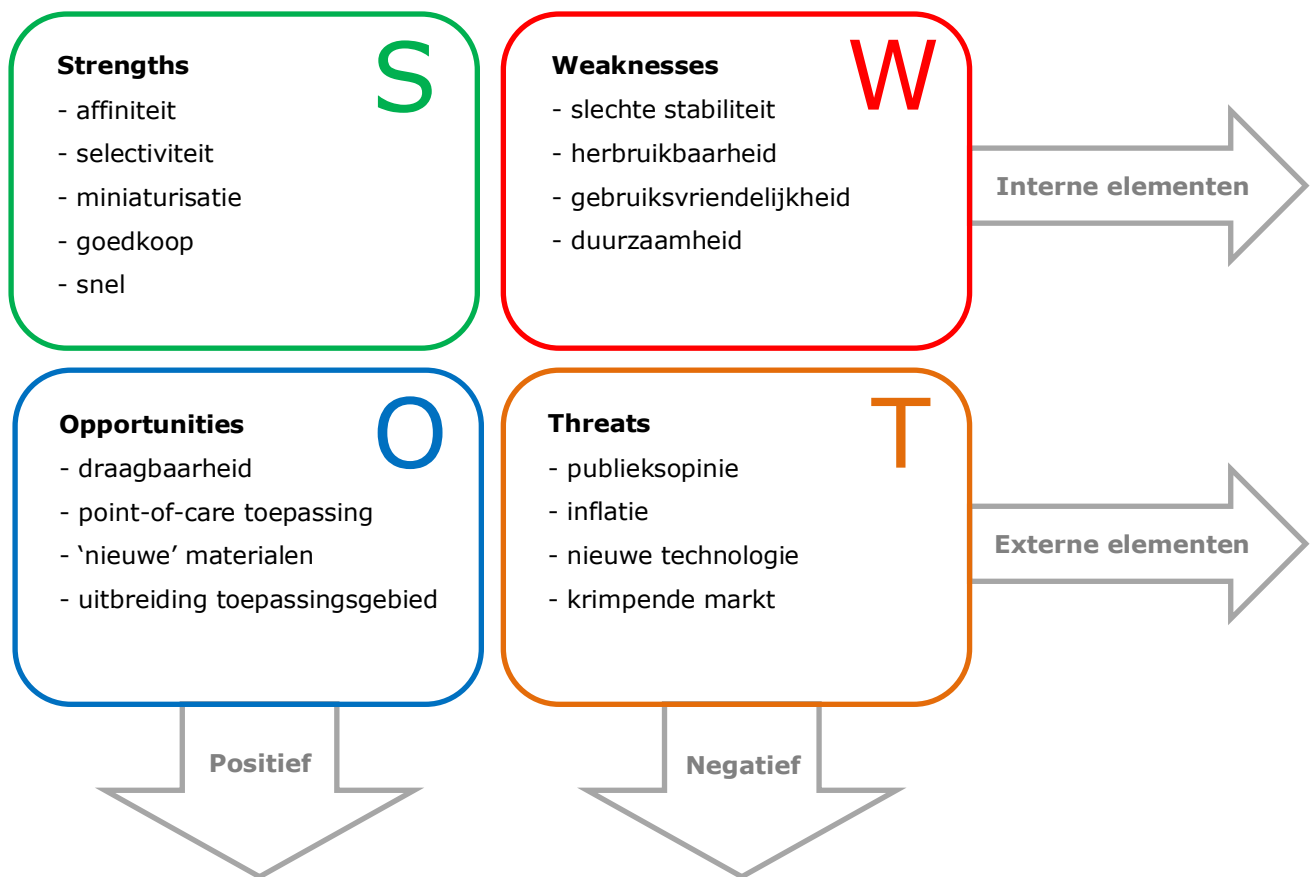 Strengths
S
- affiniteit
- selectiviteit
- miniaturisatie
- goedkoop
- snel
Weaknesses
W
- slechte stabiliteit
- herbruikbaarheid
- gebruiksvriendelijkheid
- duurzaamheid
Interne elementen
Opportunities
O
- draagbaarheid
- point-of-care toepassing
- ‘nieuwe’ materialen
- uitbreiding toepassingsgebied
Threats
T
- publieksopinie
- inflatie
- nieuwe technologie
- krimpende markt
Externe elementen
Positief
Negatief